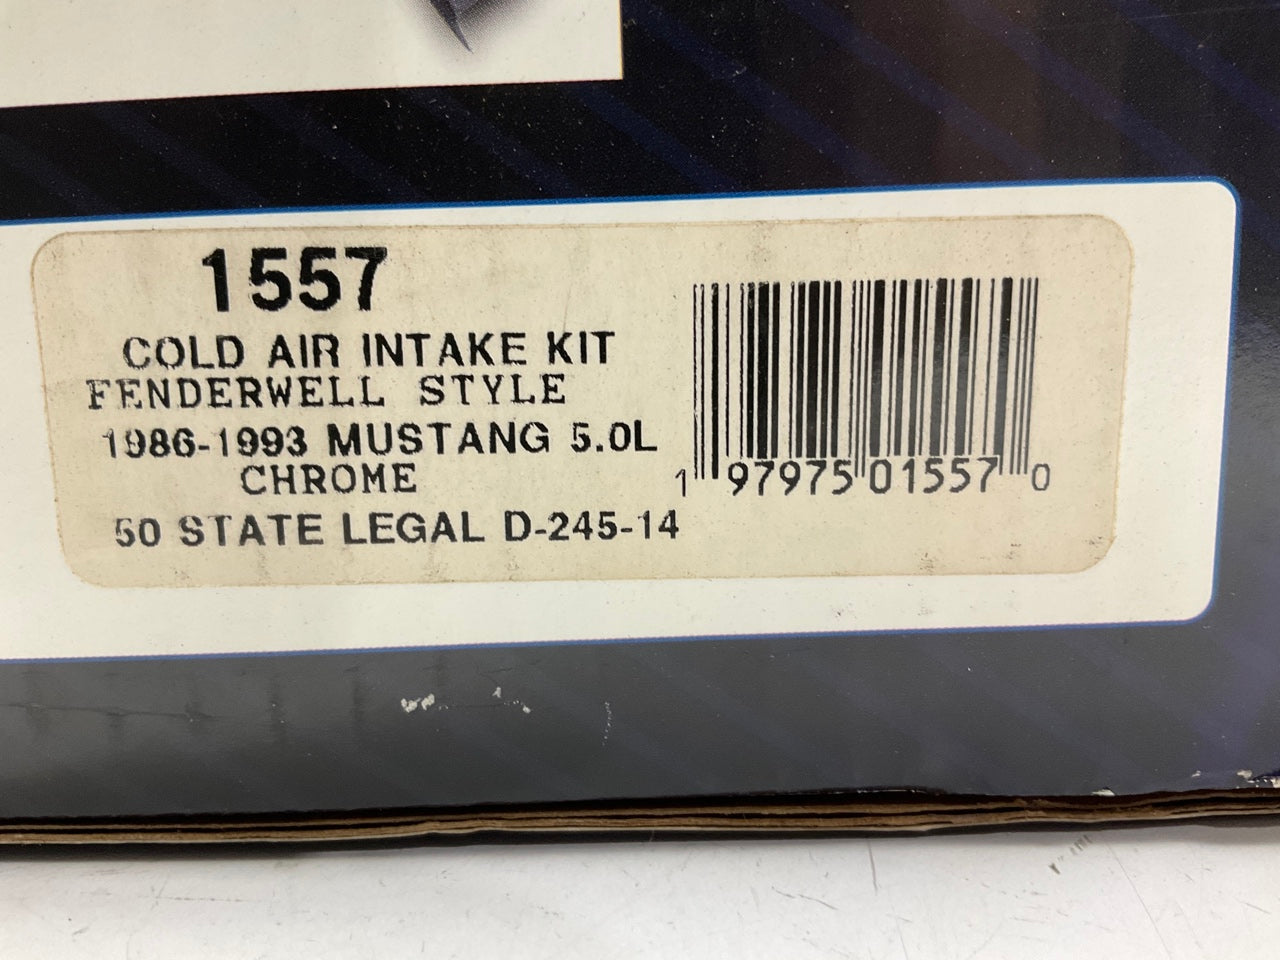 1557
COLD AIR INTAKE KIT
FENDERWELL STYLE
1986-1993 MUSTANG 5.0L
CHROME
50 STATE LEGAL D-245-14
1 97975 01557 0